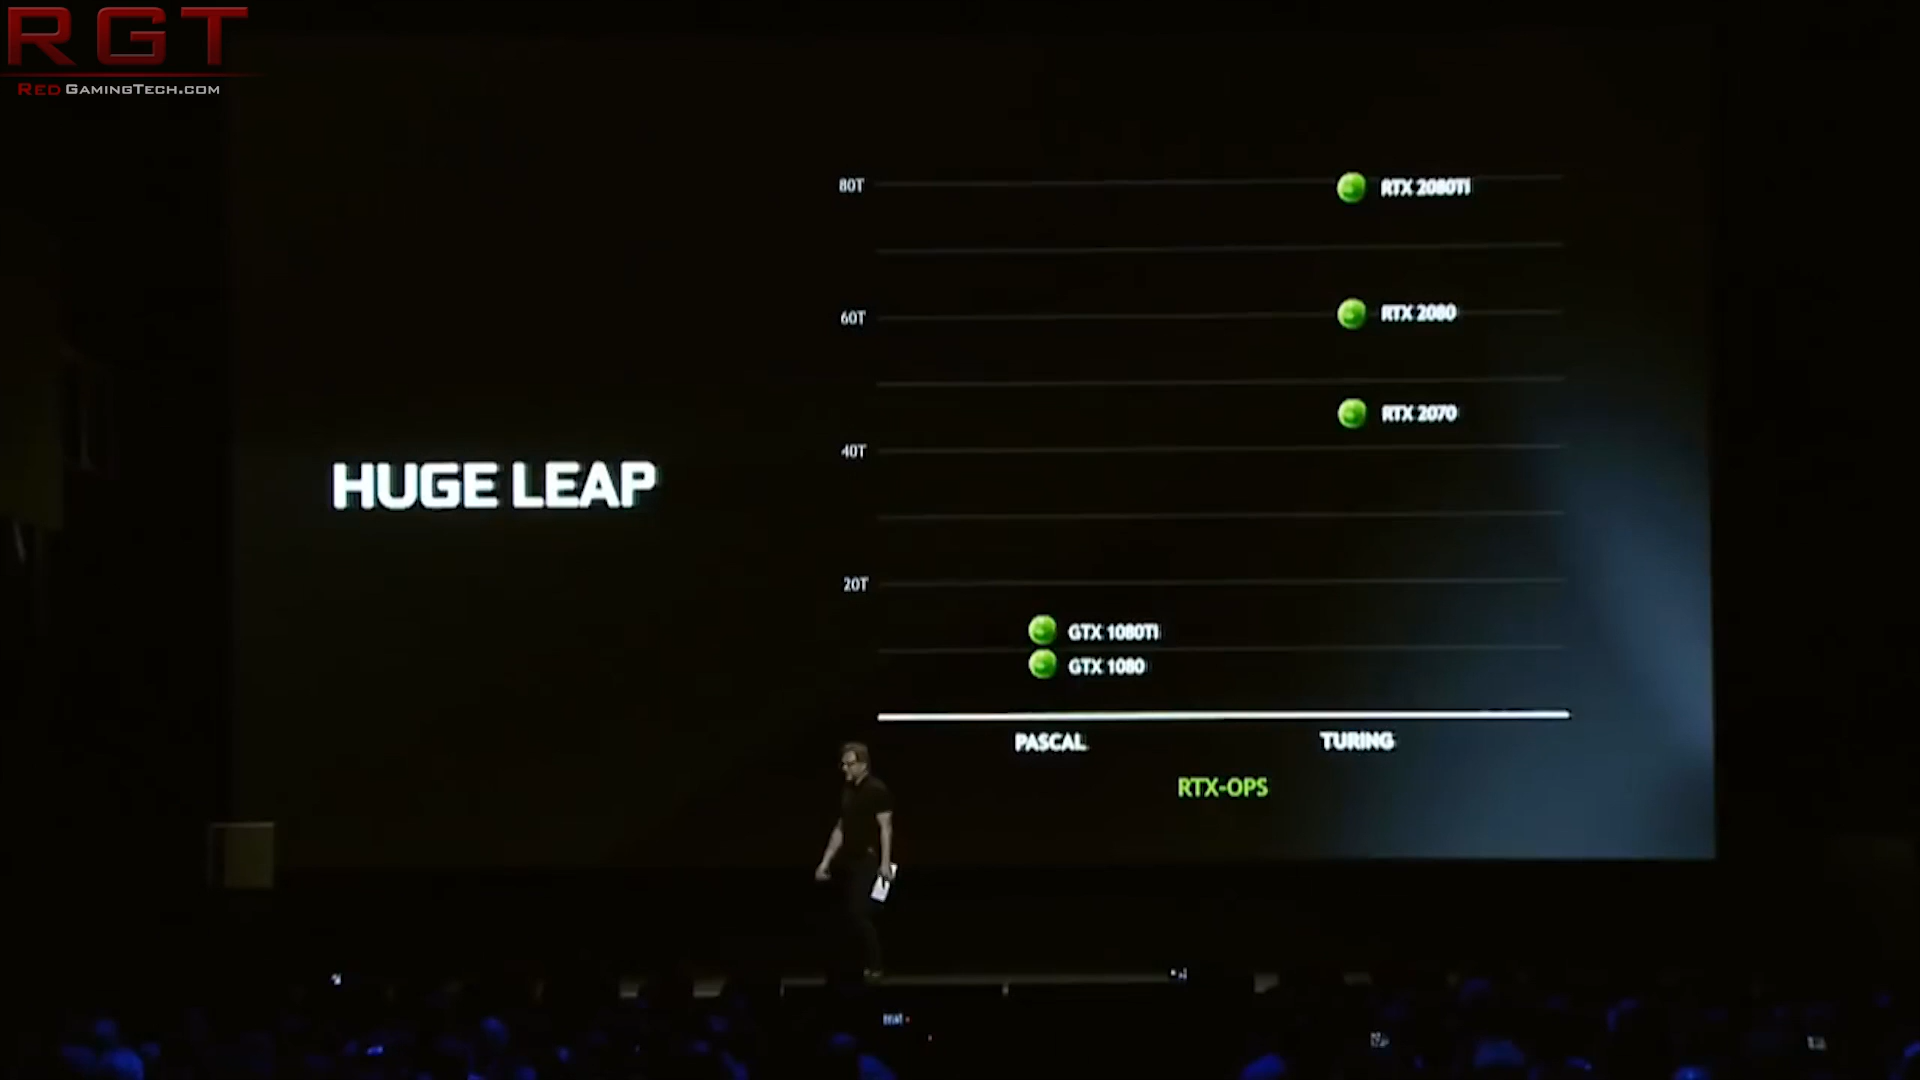 RGT
RED GAMINGTECH.COM
HUGE LEAP
80T
60T
40T
20T
RTX 2080TI
RTX 2080
RTX 2070
GTX 1080TI
GTX 1080
PASCAL
TURING
RTX-OPS